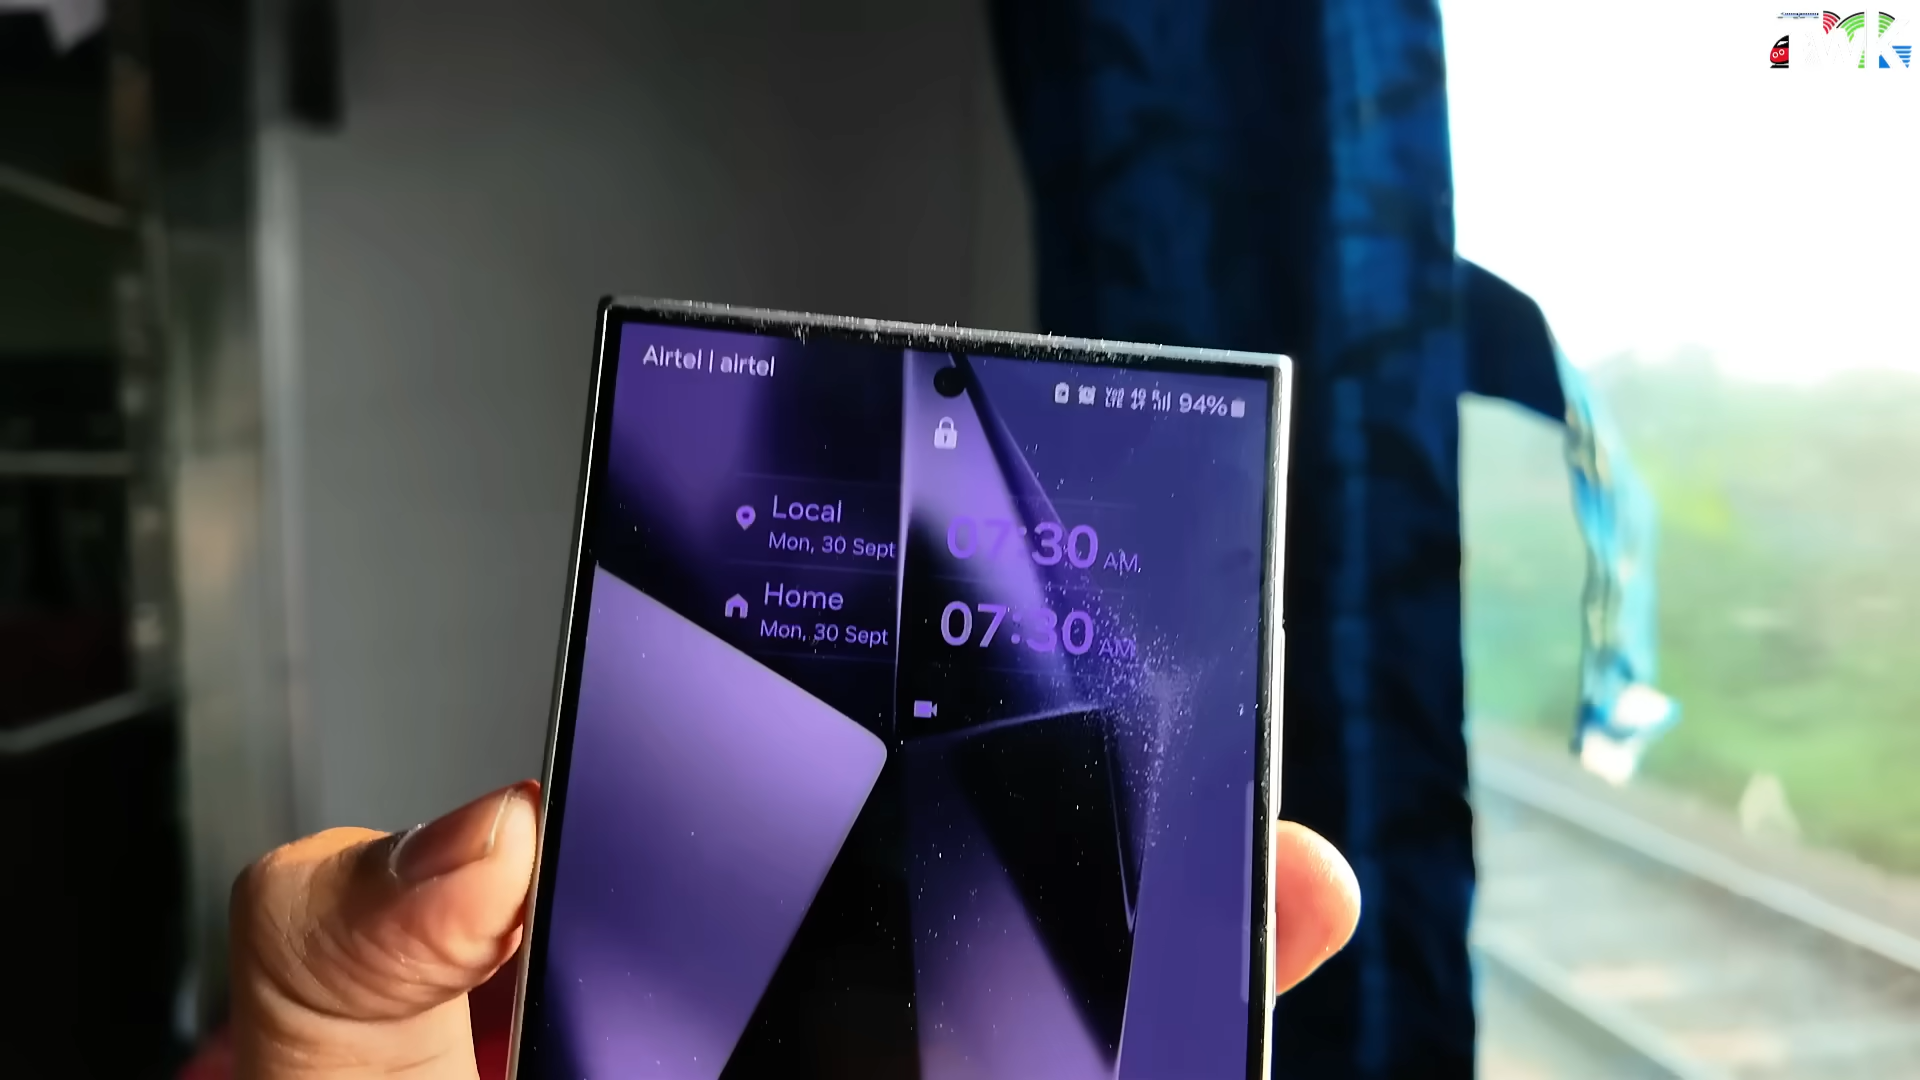 Airtel | airtel
94%
Local
Mon, 30 Sept
07:30 AM
Home
Mon, 30 Sept
07:30 AM